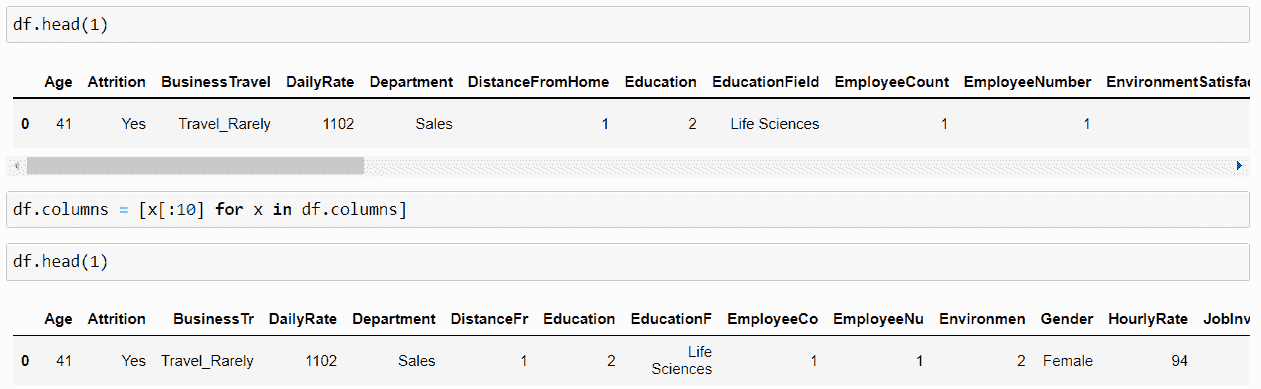 df.head(1)
Age Attrition BusinessTravel DailyRate Department DistanceFromHome Education EducationField EmployeeCount EmployeeNumber EnvironmentSatisfac
0 41 Yes Travel_Rarely 1102 Sales 1 2 Life Sciences 1 1
df.columns = [x[:10] for x in df.columns]
df.head(1)
Age Attrition BusinessTr DailyRate Department DistanceFr Education EducationF EmployeeCo EmployeeNu Environmen Gender HourlyRate JobInv
0 41 Yes Travel_Rarely 1102 Sales 1 2 Life Sciences 1 1 2 Female 94